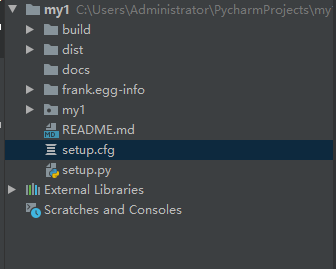 my1 C:\Users\Administrator\PycharmProjects\my
build
dist
docs
frank.egg-info
my1
README.md
setup.cfg
setup.py
External Libraries
Scratches and Consoles